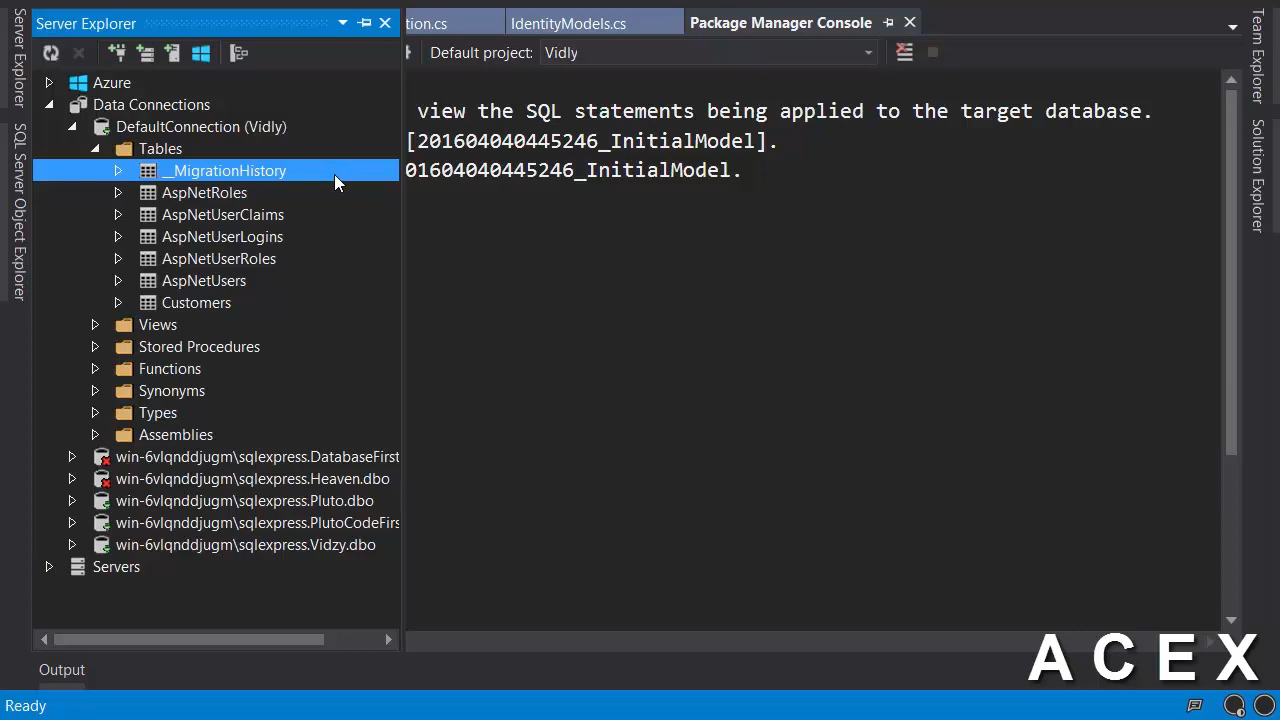 Server Explorer
SQL Server Object Explorer
Server Explorer
tion.cs
IdentityModels.cs
Package Manager Console
Default project:
Vidly
Azure
Data Connections
DefaultConnection (Vidly)
Tables
__MigrationHistory
AspNetRoles
AspNetUserClaims
AspNetUserLogins
AspNetUserRoles
AspNetUsers
Customers
Views
Stored Procedures
Functions
Synonyms
Types
Assemblies
win-6vlqnddjugm\sqlexpress.DatabaseFirst
win-6vlqnddjugm\sqlexpress.Heaven.dbo
win-6vlqnddjugm\sqlexpress.Pluto.dbo
win-6vlqnddjugm\sqlexpress.PlutoCodeFirs
win-6vlqnddjugm\sqlexpress.Vidzy.dbo
Servers
view the SQL statements being applied to the target database.
[201604040445246_InitialModel].
01604040445246_InitialModel.
Team Explorer
Solution Explorer
Output
A C E X
Ready